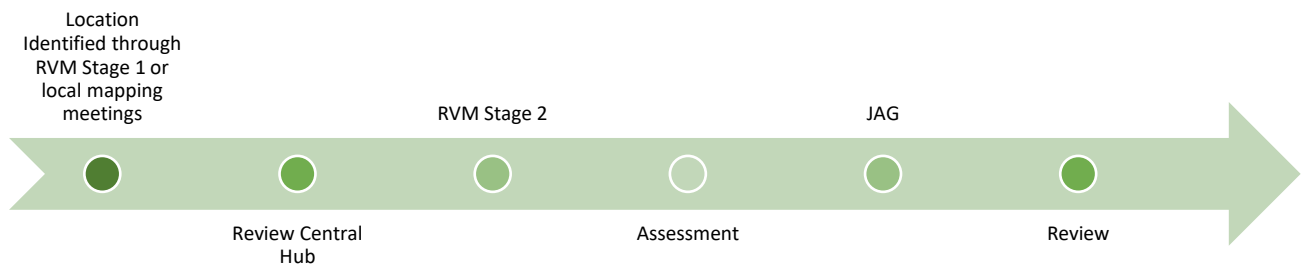 Location
Identified through
RVM Stage 1 or
local mapping
meetings
Review Central
Hub
RVM Stage 2
Assessment
JAG
Review